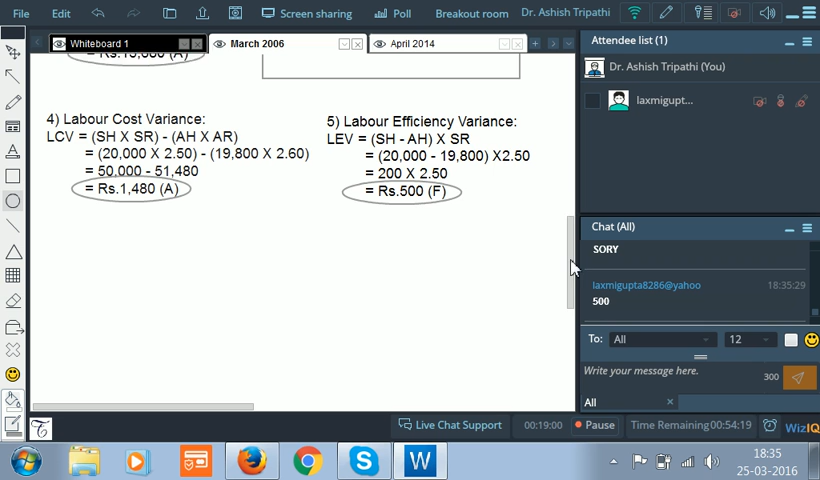 File Edit Screen sharing Poll Breakout room Dr. Ashish Tripathi
Whiteboard 1 March 2006 April 2014
4) Labour Cost Variance:
LCV = (SH X SR) - (AH X AR)
= (20,000 X 2.50) - (19,800 X 2.60)
= 50,000 - 51,480
= Rs.1,480 (A)
5) Labour Efficiency Variance:
LEV = (SH - AH) X SR
= (20,000 - 19,800) X2.50
= 200 X 2.50
= Rs.500 (F)
Attendee list (1)
Dr. Ashish Tripathi (You)
laxmigupt...
Chat (All)
SORY
laxmigupta8286@yahoo 18:35:29
500
To: All 12
Write your message here. 300
All
Live Chat Support 00:19:00 Pause Time Remaining 00:54:19 WizIQ
18:35
25-03-2016